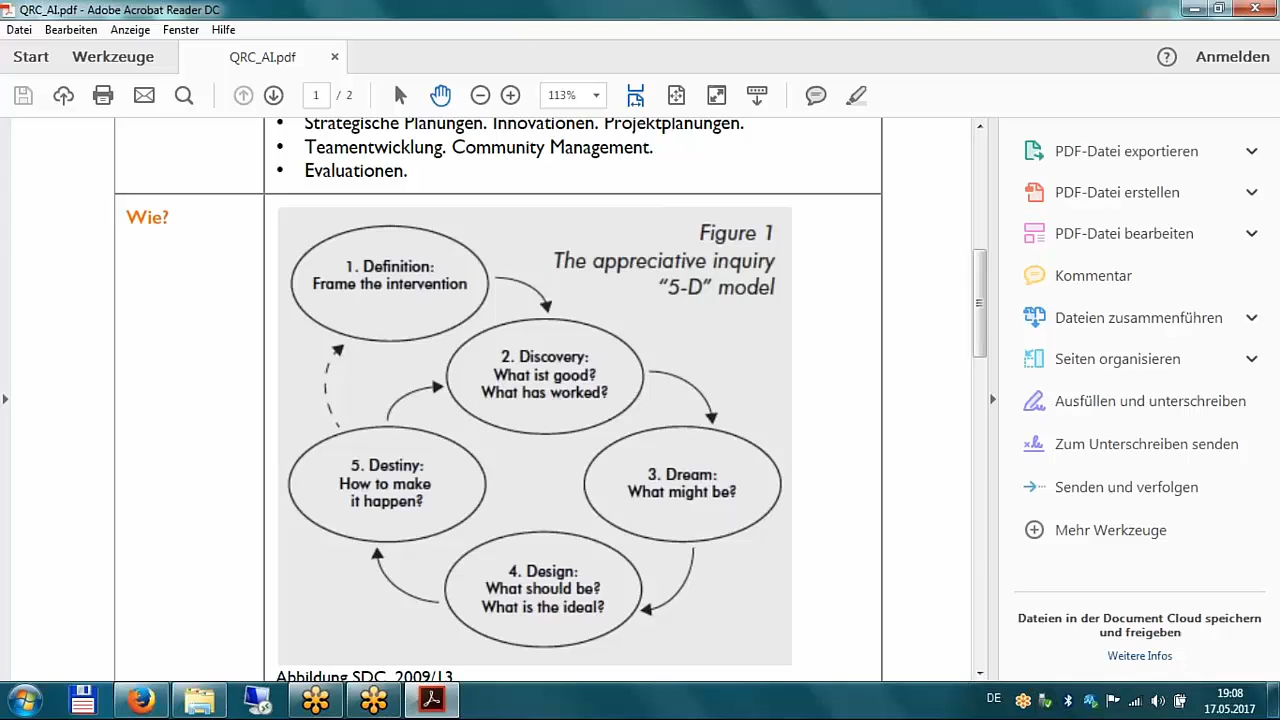 QRC_AI.pdf - Adobe Acrobat Reader DC
Datei Bearbeiten Anzeige Fenster Hilfe
Start Werkzeuge QRC_AI.pdf × Anmelden
1 / 2 113%
• Strategische Planungen. Innovationen. Projektplanungen.
• Teamentwicklung. Community Management.
• Evaluationen.
Wie?
Figure 1
The appreciative inquiry
“5-D” model
1. Definition:
Frame the intervention
2. Discovery:
What ist good?
What has worked?
3. Dream:
What might be?
4. Design:
What should be?
What is the ideal?
5. Destiny:
How to make
it happen?
Abbildung SDC, 2009/13
PDF-Datei exportieren
PDF-Datei erstellen
PDF-Datei bearbeiten
Kommentar
Dateien zusammenführen
Seiten organisieren
Ausfüllen und unterschreiben
Zum Unterschreiben senden
Senden und verfolgen
Mehr Werkzeuge
Dateien in der Document Cloud speichern
und freigeben
Weitere Infos
DE 19:08
17.05.2017